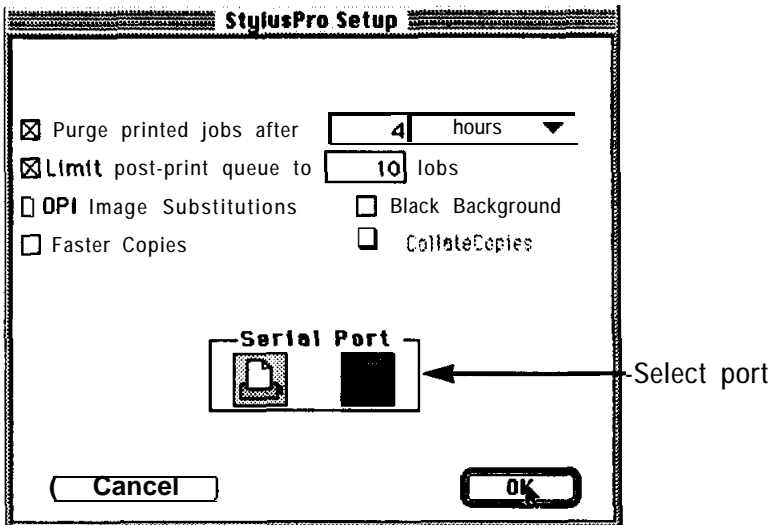 StylusPro Setup
Purge printed jobs after 4 hours
Limit post-print queue to 10 Iobs
OPI Image Substitutions Black Background
Faster Copies CollateCopies
Serial Port
Select port
Cancel OK